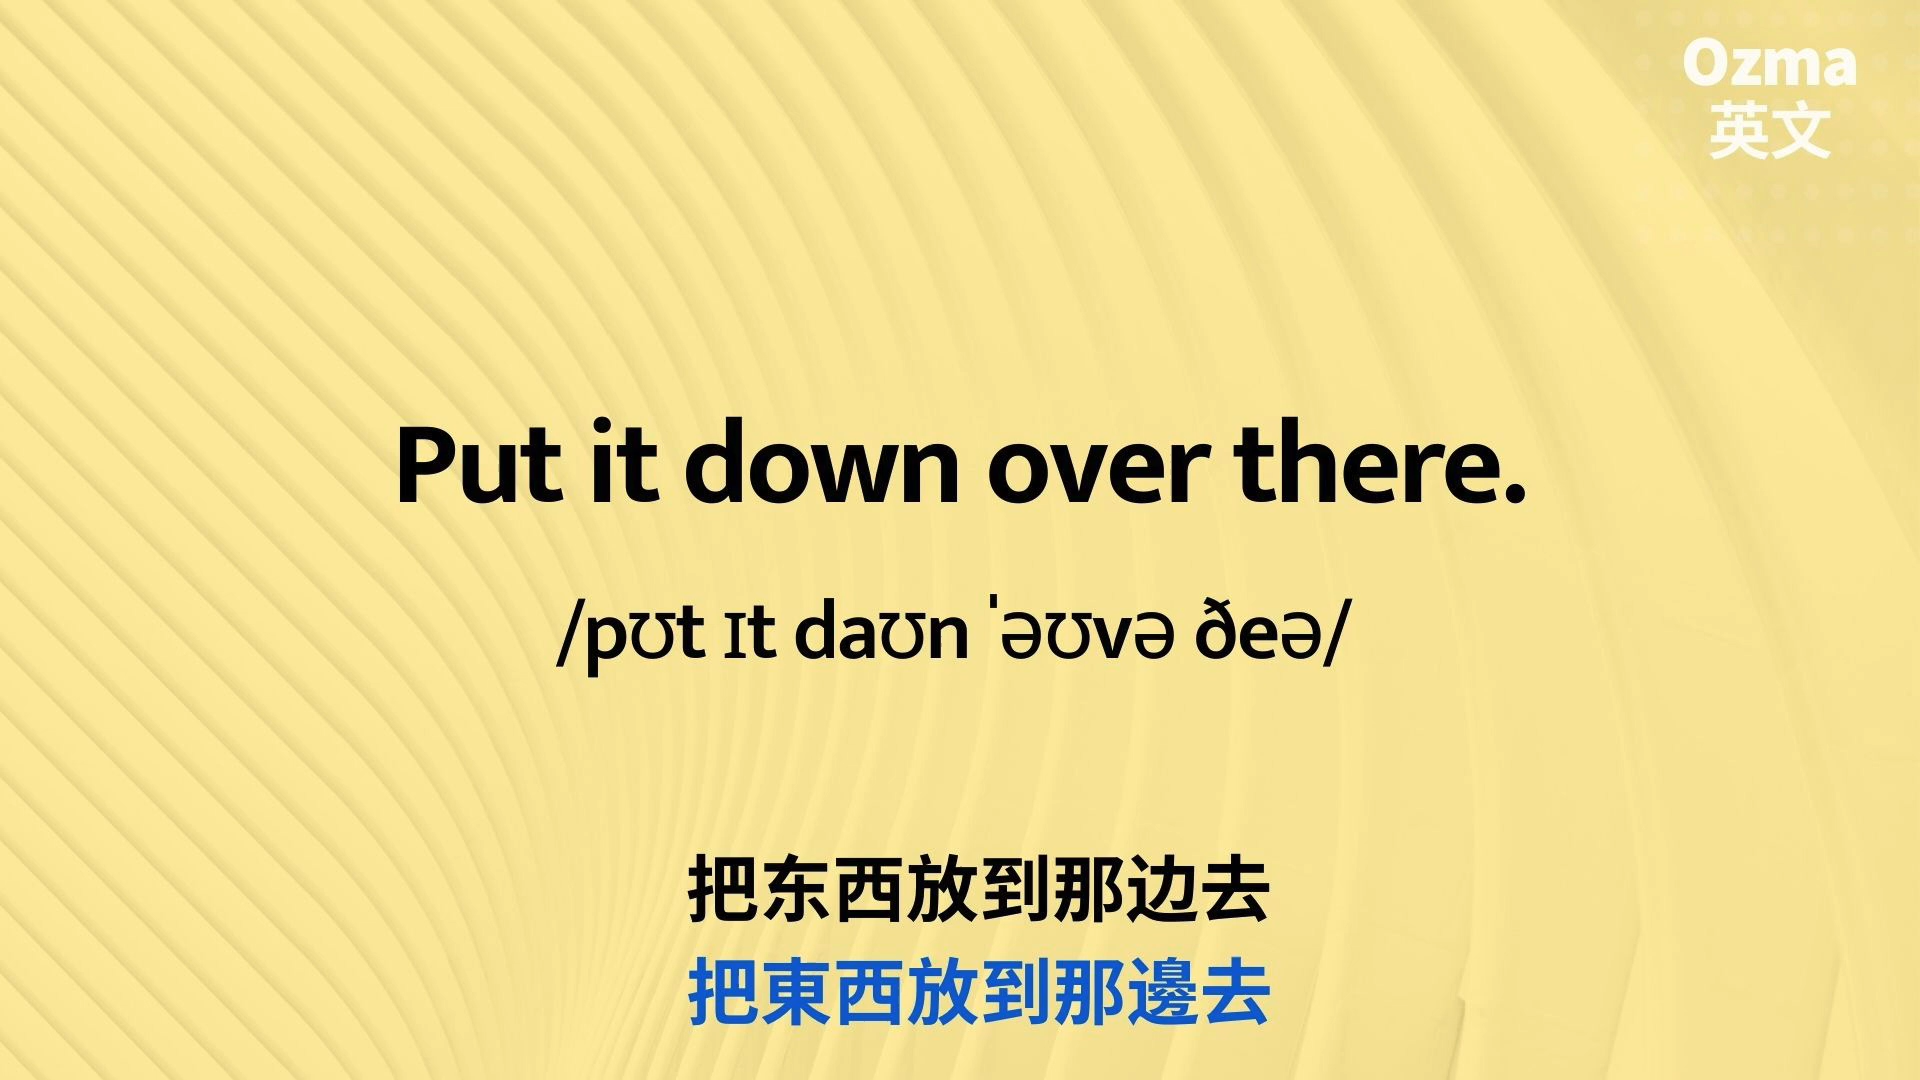 Ozma
英文
Put it down over there.
/pʊt ɪt daʊn ˈəʊvə ðeə/
把东西放到那边去
把東西放到那邊去